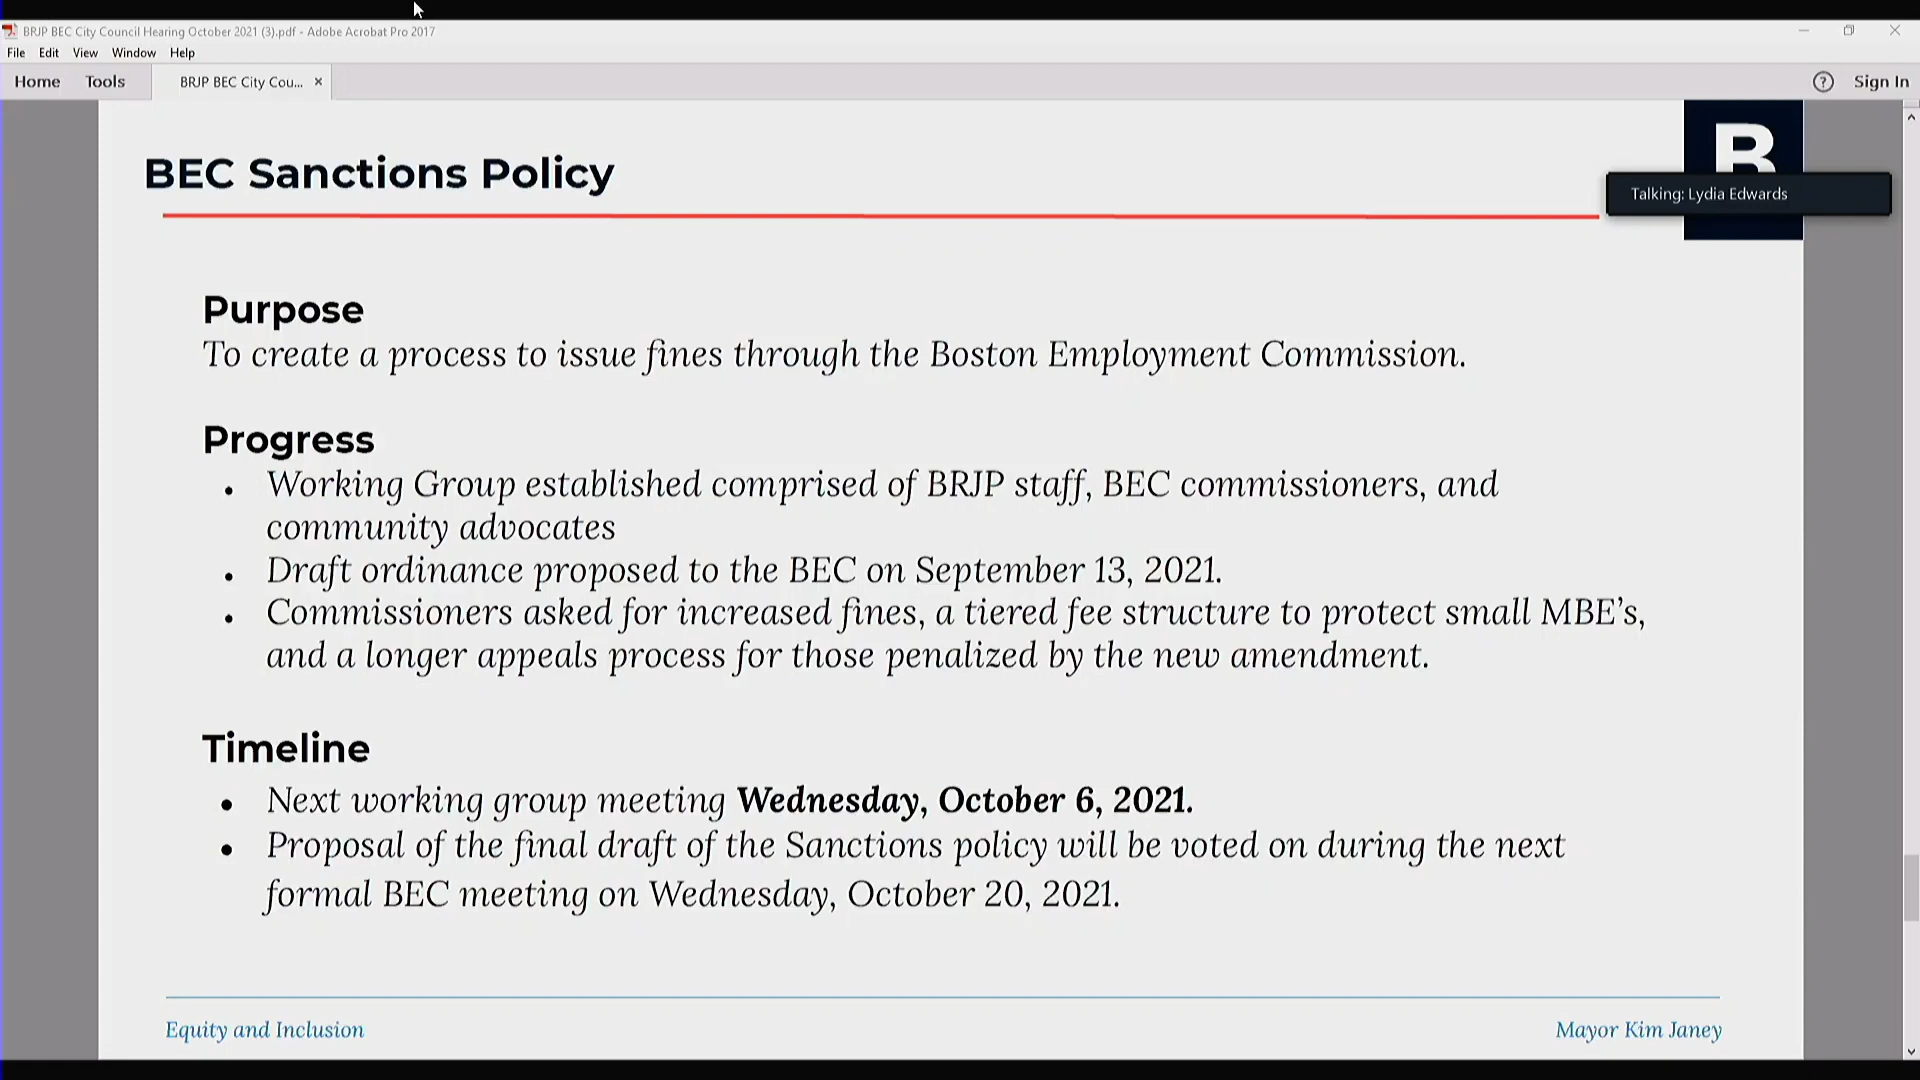 BRJP BEC City Council Hearing October 2021 (3).pdf - Adobe Acrobat Pro 2017
File Edit View Window Help
Home Tools BRJP BEC City Cou... × ? Sign In
B
BEC Sanctions Policy
Talking: Lydia Edwards
Purpose
To create a process to issue fines through the Boston Employment Commission.
Progress
• Working Group established comprised of BRJP staff, BEC commissioners, and
community advocates
• Draft ordinance proposed to the BEC on September 13, 2021.
• Commissioners asked for increased fines, a tiered fee structure to protect small MBE's,
and a longer appeals process for those penalized by the new amendment.
Timeline
• Next working group meeting Wednesday, October 6, 2021.
• Proposal of the final draft of the Sanctions policy will be voted on during the next
formal BEC meeting on Wednesday, October 20, 2021.
Equity and Inclusion
Mayor Kim Janey